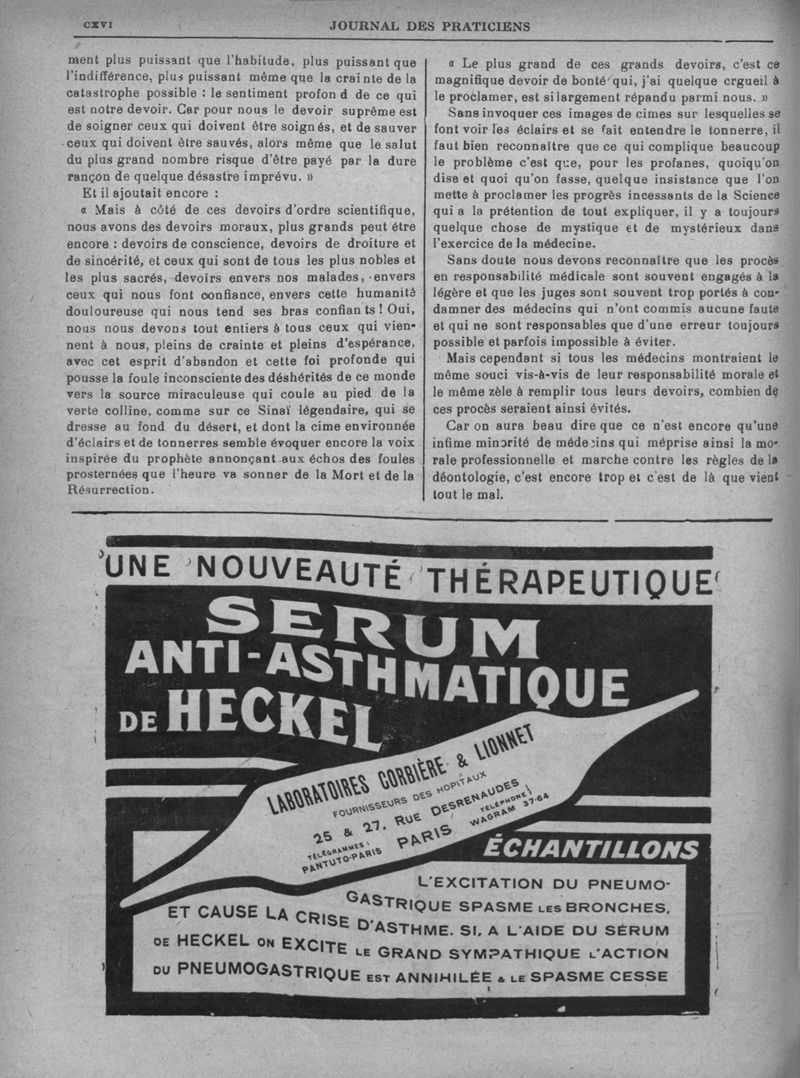 CXVI
JOURNAL DES PRATICIENS
ment plus puissant que l'habitude, plus puissant que
l'indifférence, plus puissant même que la crainte de la
catastrophe possible : le sentiment profon d de ce qui
est notre devoir. Car pour nous le devoir suprême est
de soigner ceux qui doivent être soignés, et de sauver
ceux qui doivent être sauvés, alors même que le salut
du plus grand nombre risque d'être payé par la dure
rançon de quelque désastre imprévu. »
Et il ajoutait encore :
« Mais à côté de ces devoirs d'ordre scientifique,
nous avons des devoirs moraux, plus grands peut être
encore : devoirs de conscience, devoirs de droiture et
de sincérité, et ceux qui sont de tous les plus nobles et
les plus sacrés, devoirs envers nos malades, envers
ceux qui nous font confiance, envers cette humanité
douloureuse qui nous tend ses bras confiants ! Oui,
nous nous devons tout entiers à tous ceux qui vien-
nent à nous, pleins de crainte et pleins d'espérance,
avec cet esprit d'abandon et cette foi profonde qui
pousse la foule inconsciente des déshérités de ce monde
vers la source miraculeuse qui coule au pied de la
verte colline, comme sur ce Sinaï légendaire, qui se
dresse au fond du désert, et dont la cime environnée
d'éclairs et de tonnerres semble évoquer encore la voix
inspirée du prophète annonçant aux échos des foules
prosternées que l'heure va sonner de la Mort et de la
Résurrection.
« Le plus grand de ces grands devoirs, c'est ce
magnifique devoir de bonté qui, j'ai quelque orgueil à
le proclamer, est si largement répandu parmi nous. »
Sans invoquer ces images de cimes sur lesquelles se
font voir les éclairs et se fait entendre le tonnerre, il
faut bien reconnaître que ce qui complique beaucoup
le problème c'est que, pour les profanes, quoiqu'on
dise et quoi qu'on fasse, quelque insistance que l'on
mette à proclamer les progrès incessants de la Science
qui a la prétention de tout expliquer, il y a toujours
quelque chose de mystique et de mystérieux dans
l'exercice de la médecine.
Sans doute nous devons reconnaître que les procès
en responsabilité médicale sont souvent engagés à la
légère et que les juges sont souvent trop portés à con-
damner des médecins qui n'ont commis aucune faute
et qui ne sont responsables que d'une erreur toujours
possible et parfois impossible à éviter.
Mais cependant si tous les médecins montraient le
même souci vis-à-vis de leur responsabilité morale et
le même zèle à remplir tous leurs devoirs, combien de
ces procès seraient ainsi évités.
Car on aura beau dire que ce n'est encore qu'une
infime minorité de médecins qui méprise ainsi la mo-
rale professionnelle et marche contre les règles de la
déontologie, c'est encore trop et c'est de là que vient
tout le mal.
UNE NOUVEAUTÉ THÉRAPEUTIQUE
SERUM
ANTI-ASTHMATIQUE
DE HECKEL
LABORATOIRES CORBIÈRE & LIONNET
FOURNISSEURS DES HOPITAUX
25 & 27, RUE DESRENAUDES
TÉLÉGRAMMES :
PANTUTO-PARIS
PARIS
TÉLÉPHONE :
WAGRAM 37-64
ÉCHANTILLONS
L'EXCITATION DU PNEUMO-
GASTRIQUE SPASME LES BRONCHES,
ET CAUSE LA CRISE D'ASTHME. SI, A L'AIDE DU SÉRUM
DE HECKEL ON EXCITE LE GRAND SYMPATHIQUE L'ACTION
DU PNEUMOGASTRIQUE EST ANNIHILÉE & LE SPASME CESSE